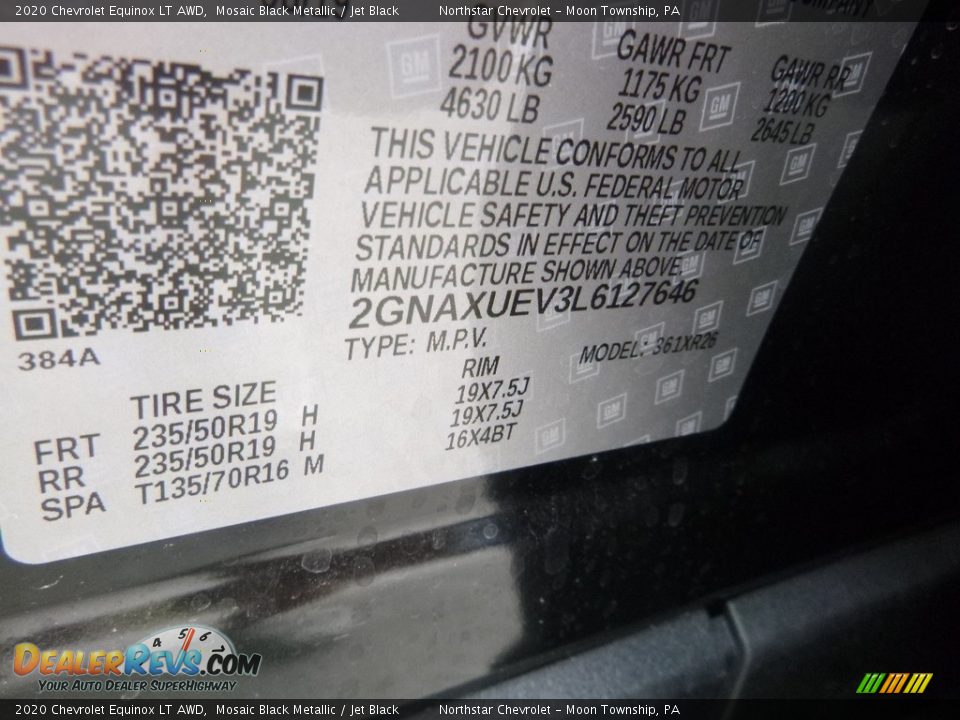 2020 Chevrolet Equinox LT AWD, Mosaic Black Metallic / Jet Black Northstar Chevrolet - Moon Township, PA
GVWR GAWR FRT GAWR RR
2100 KG 1175 KG 1200 KG
4630 LB 2590 LB 2645 LB
THIS VEHICLE CONFORMS TO ALL
APPLICABLE U.S. FEDERAL MOTOR
VEHICLE SAFETY AND THEFT PREVENTION
STANDARDS IN EFFECT ON THE DATE OF
MANUFACTURE SHOWN ABOVE.
2GNAXUEV3L6127646
TYPE: M.P.V. MODEL: 361XR26
384A
TIRE SIZE RIM
FRT 235/50R19 H 19X7.5J
RR 235/50R19 H 19X7.5J
SPA T135/70R16 M 16X4BT
GM
DEALERREVS.COM
YOUR AUTO DEALER SUPERHIGHWAY
2020 Chevrolet Equinox LT AWD, Mosaic Black Metallic / Jet Black Northstar Chevrolet - Moon Township, PA